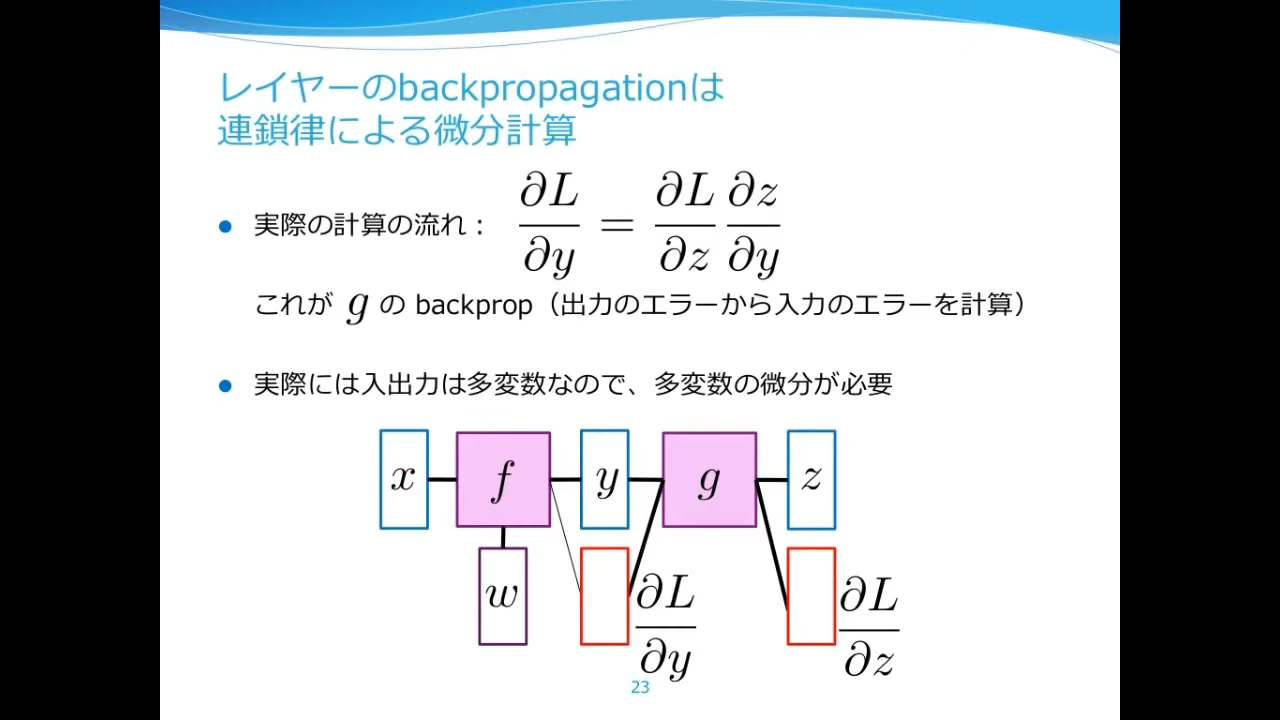 レイヤーのbackpropagationは
連鎖律による微分計算
実際の計算の流れ： ∂L/∂y = ∂L/∂z ∂z/∂y
これが g の backprop（出力のエラーから入力のエラーを計算）
実際には入出力は多変数なので、多変数の微分が必要
x f y g z
w ∂L/∂y ∂L/∂z
23